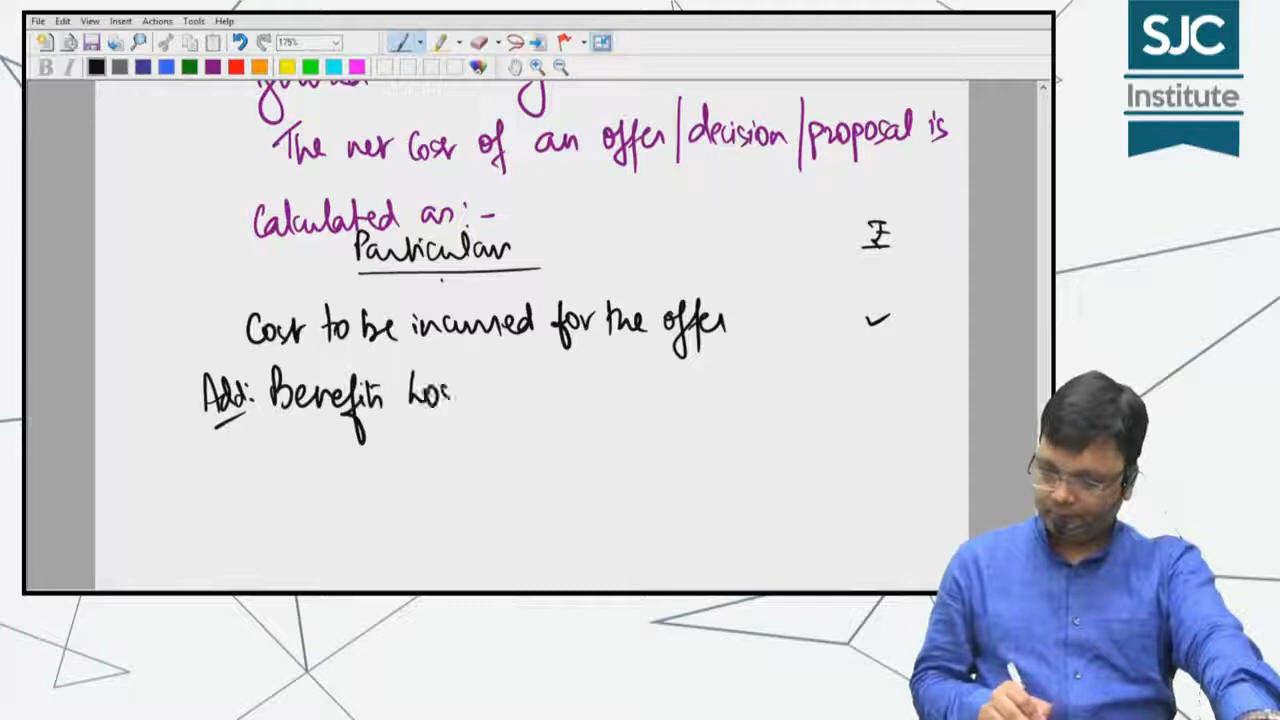 File Edit View Insert Actions Tools Help
175%
B I
The net cost of an offer/decision/proposal is
Calculated as:-
Particular ₹
Cost to be incurred for the offer ✓
Add: Benefits Los
SJC
Institute